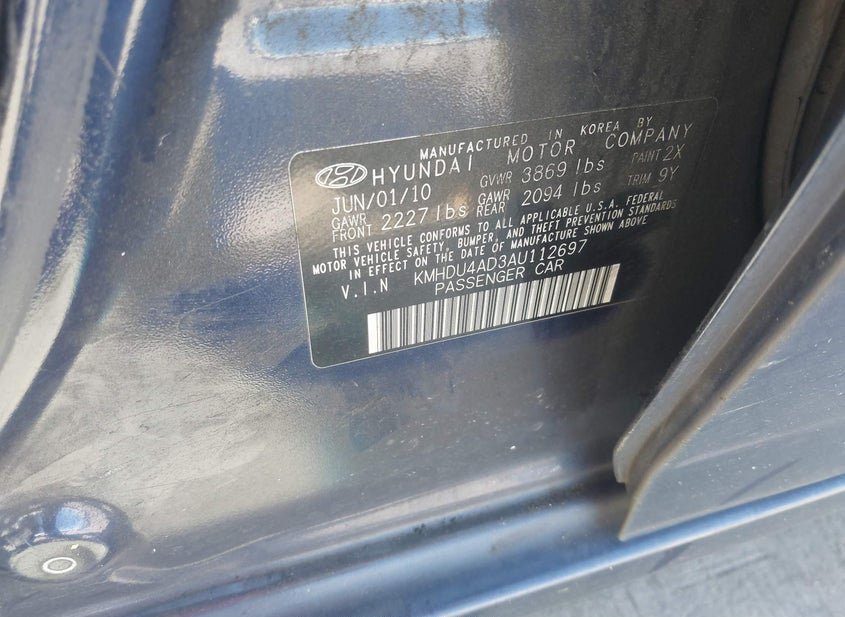 MANUFACTURED IN KOREA BY
HYUNDAI MOTOR COMPANY
JUN/01/10 GVWR 3869 lbs PAINT 2X
GAWR FRONT 2227 lbs GAWR REAR 2094 lbs TRIM 9Y
THIS VEHICLE CONFORMS TO ALL APPLICABLE U.S.A. FEDERAL
MOTOR VEHICLE SAFETY, BUMPER, AND THEFT PREVENTION STANDARDS
IN EFFECT ON THE DATE OF MANUFACTURE SHOWN ABOVE
V.I.N KMHDU4AD3AU112697
PASSENGER CAR